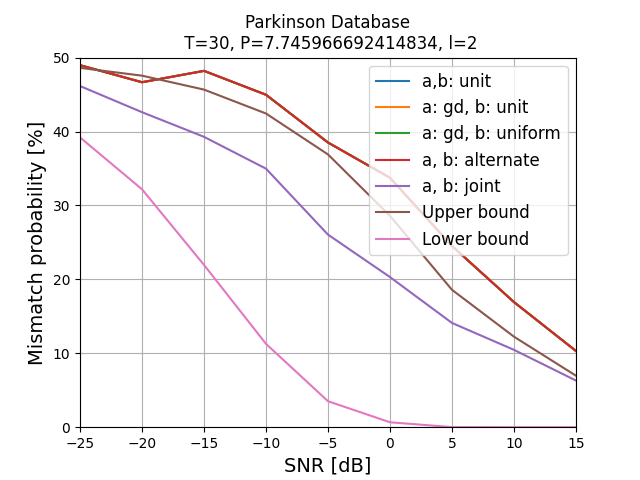 Parkinson Database
T=30, P=7.745966692414834, l=2
Mismatch probability [%]
50
40
30
20
10
0
a,b: unit
a: gd, b: unit
a: gd, b: uniform
a, b: alternate
a, b: joint
Upper bound
Lower bound
−25 −20 −15 −10 −5 0 5 10 15
SNR [dB]